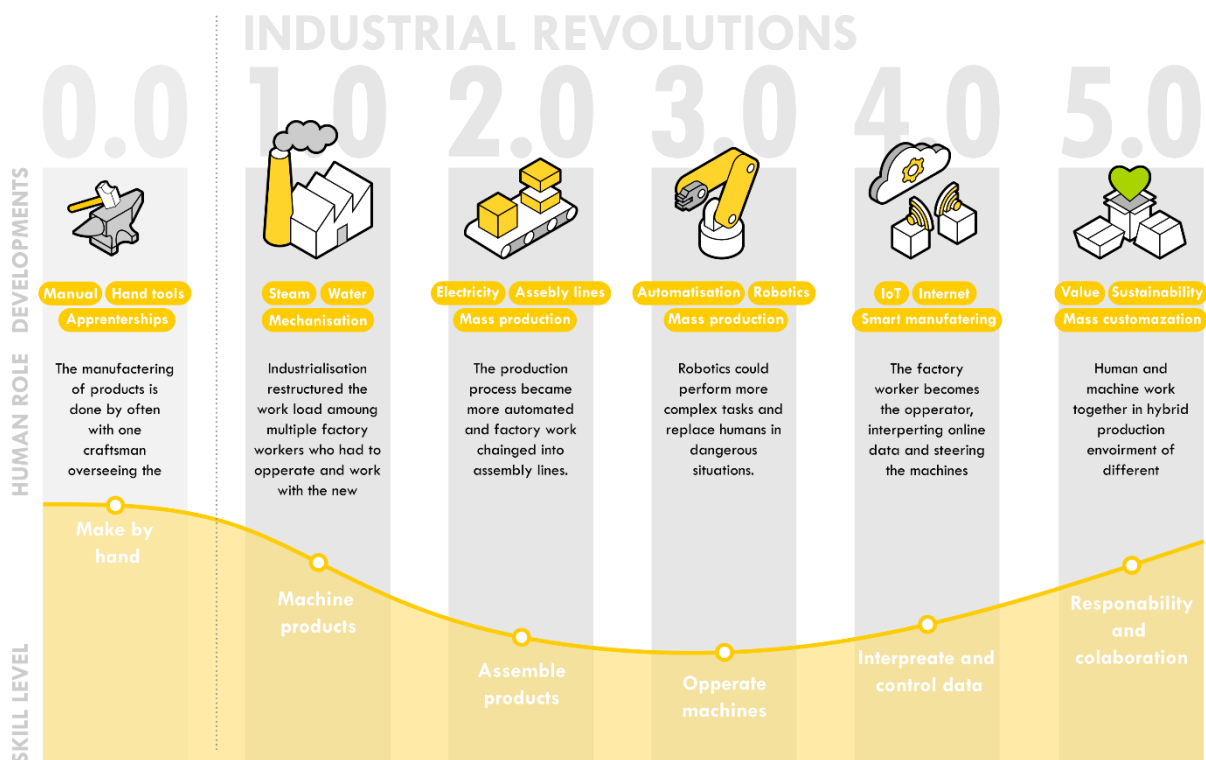 INDUSTRIAL REVOLUTIONS
0.0
1.0
2.0
3.0
4.0
5.0
DEVELOPMENTS
Manual
Hand tools
Apprenterships
Steam
Water
Mechanisation
Electricity
Assebly lines
Mass production
Automatisation
Robotics
Mass production
IoT
Internet
Smart manufatering
Value
Sustainability
Mass customazation
HUMAN ROLE
The manufactering
of products is
done by often
with one
craftsman
overseeing the
Industrialisation
restructured the
work load amoung
multiple factory
workers who had to
opperate and work
with the new
The production
process became
more automated
and factory work
chainged into
assembly lines.
Robotics could
perform more
complex tasks and
replace humans in
dangerous
situations.
The factory
worker becomes
the opperator,
interperting online
data and steering
the machines
Human and
machine work
together in hybrid
production
envoirment of
different
SKILL LEVEL
Make by
hand
Machine
products
Assemble
products
Opperate
machines
Interpreate and
control data
Responability
and
colaboration